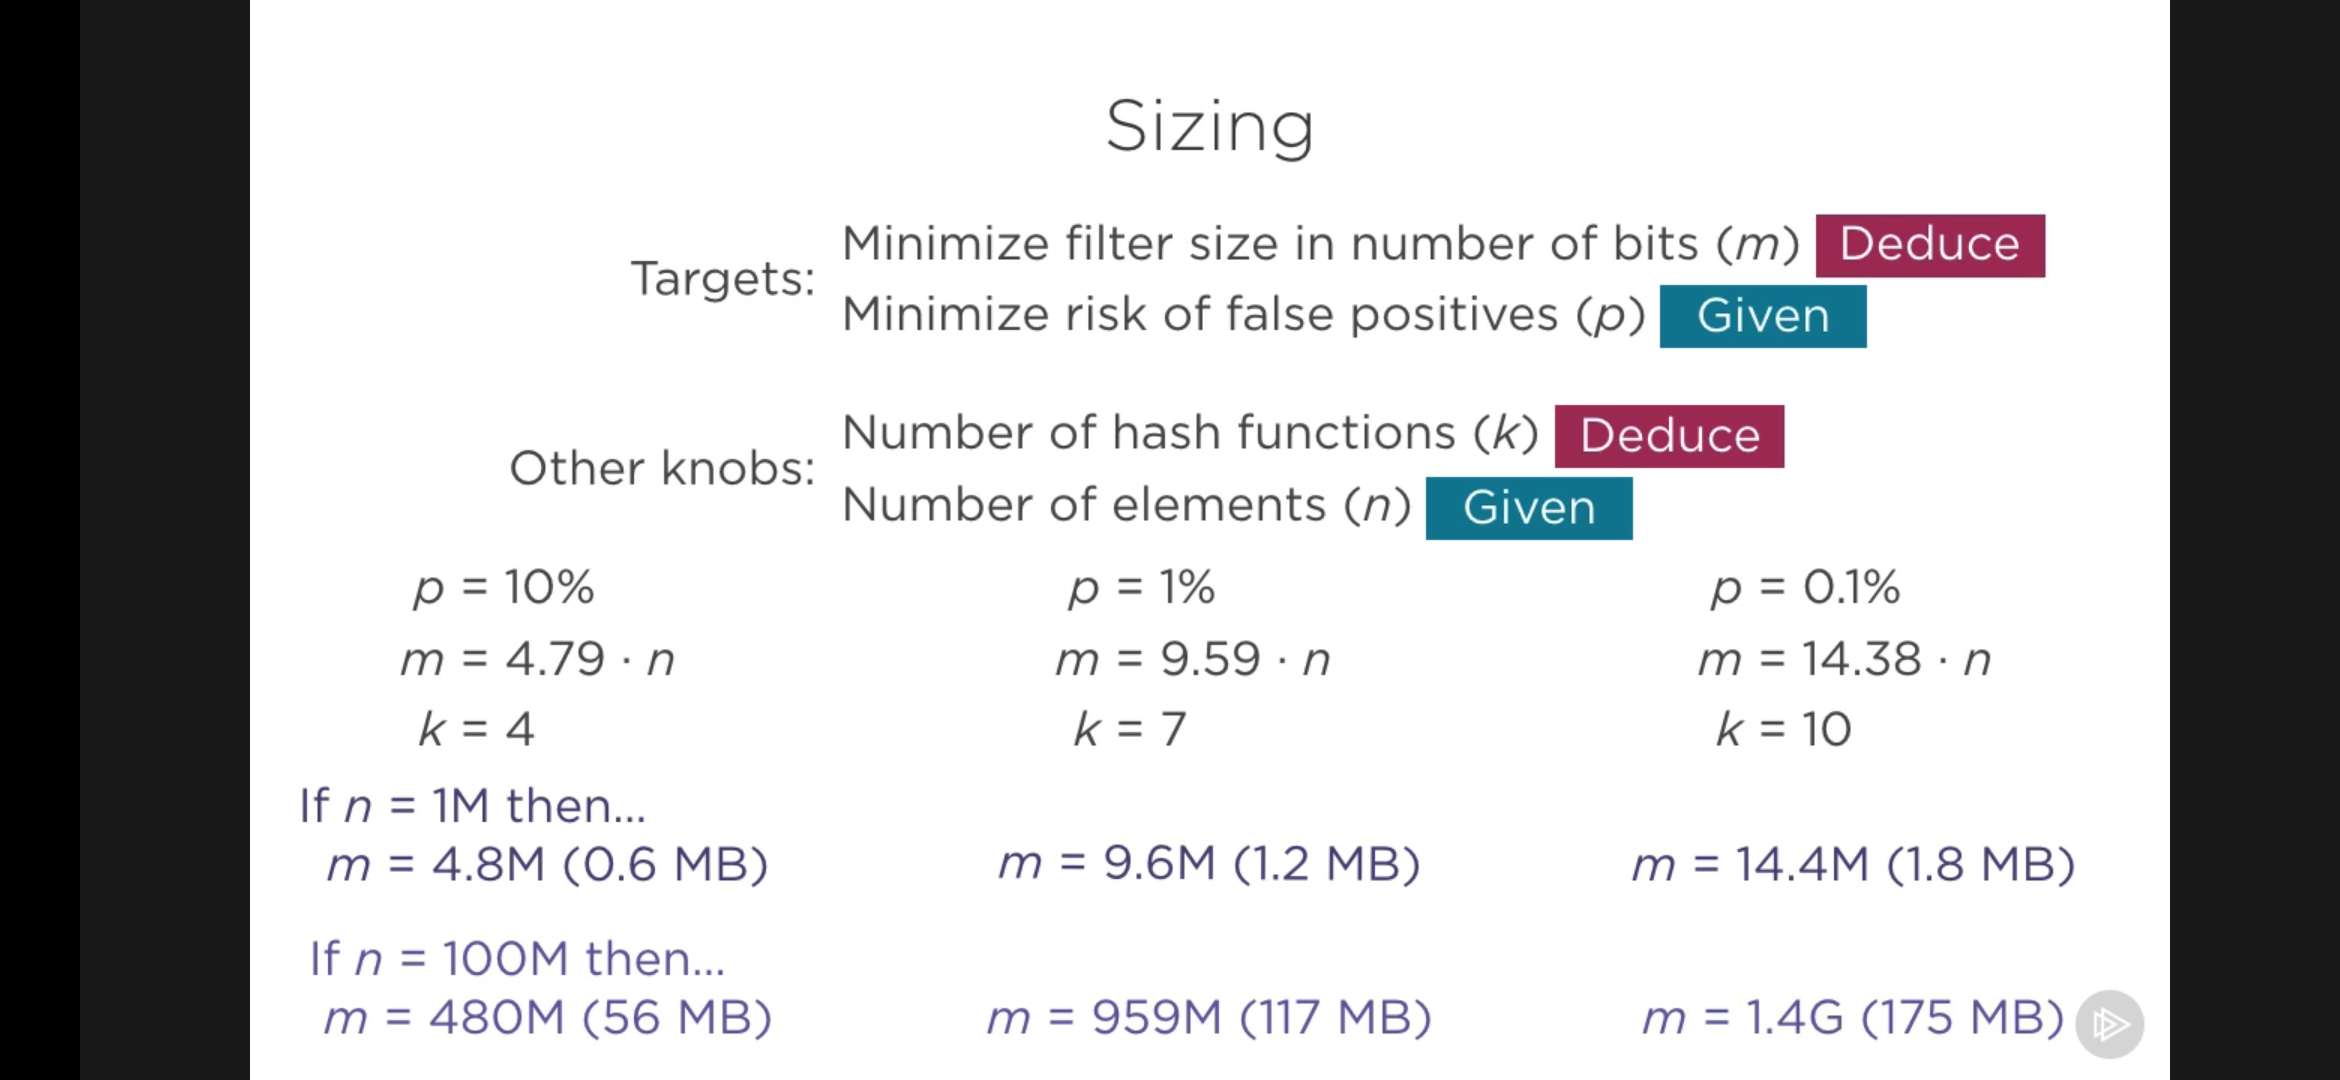 Sizing
Targets:
Minimize filter size in number of bits (m) Deduce
Minimize risk of false positives (p) Given
Other knobs:
Number of hash functions (k) Deduce
Number of elements (n) Given
p = 10%
m = 4.79 · n
k = 4
p = 1%
m = 9.59 · n
k = 7
p = 0.1%
m = 14.38 · n
k = 10
If n = 1M then...
m = 4.8M (0.6 MB)
m = 9.6M (1.2 MB)
m = 14.4M (1.8 MB)
If n = 100M then...
m = 480M (56 MB)
m = 959M (117 MB)
m = 1.4G (175 MB)